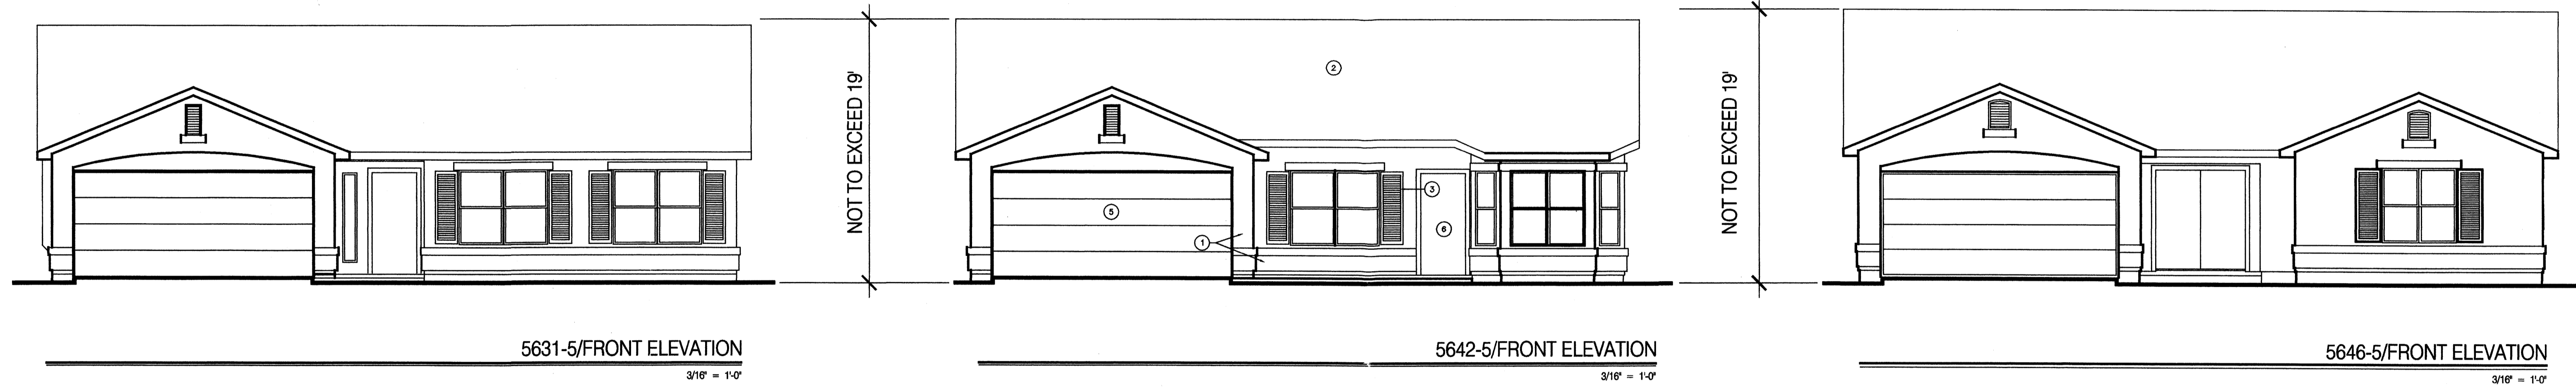 5631-5/FRONT ELEVATION
3/16" = 1'-0"
NOT TO EXCEED 19'
2
3
5
6
1
5642-5/FRONT ELEVATION
3/16" = 1'-0"
NOT TO EXCEED 19'
5646-5/FRONT ELEVATION
3/16" = 1'-0"